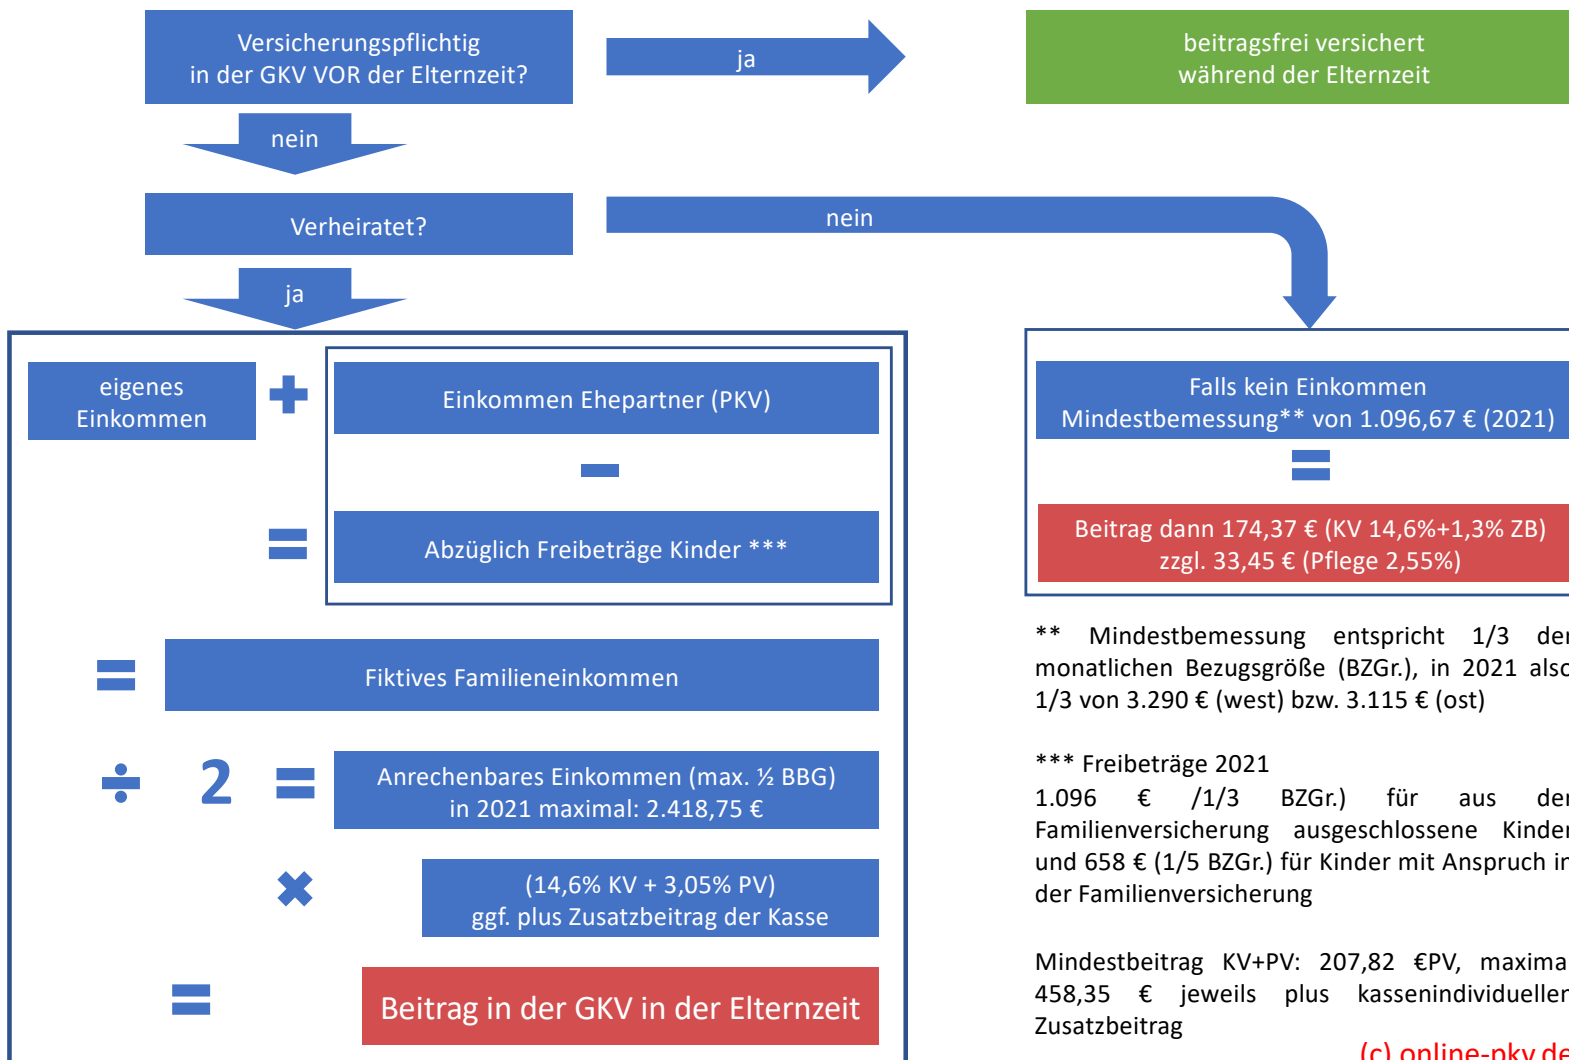 Versicherungspflichtig
in der GKV VOR der Elternzeit?
ja
beitragsfrei versichert
während der Elternzeit
nein
Verheiratet?
nein
ja
eigenes
Einkommen
+
Einkommen Ehepartner (PKV)
−
=
Abzüglich Freibeträge Kinder ***
=
Fiktives Familieneinkommen
÷ 2 =
Anrechenbares Einkommen (max. ½ BBG)
in 2021 maximal: 2.418,75 €
×
(14,6% KV + 3,05% PV)
ggf. plus Zusatzbeitrag der Kasse
=
Beitrag in der GKV in der Elternzeit
Falls kein Einkommen
Mindestbemessung** von 1.096,67 € (2021)
=
Beitrag dann 174,37 € (KV 14,6%+1,3% ZB)
zzgl. 33,45 € (Pflege 2,55%)
** Mindestbemessung entspricht 1/3 der
monatlichen Bezugsgröße (BZGr.), in 2021 also
1/3 von 3.290 € (west) bzw. 3.115 € (ost)
*** Freibeträge 2021
1.096 € /1/3 BZGr.) für aus der
Familienversicherung ausgeschlossene Kinder
und 658 € (1/5 BZGr.) für Kinder mit Anspruch in
der Familienversicherung
Mindestbeitrag KV+PV: 207,82 €PV, maximal
458,35 € jeweils plus kassenindividuellen
Zusatzbeitrag
(c) online-pkv.de